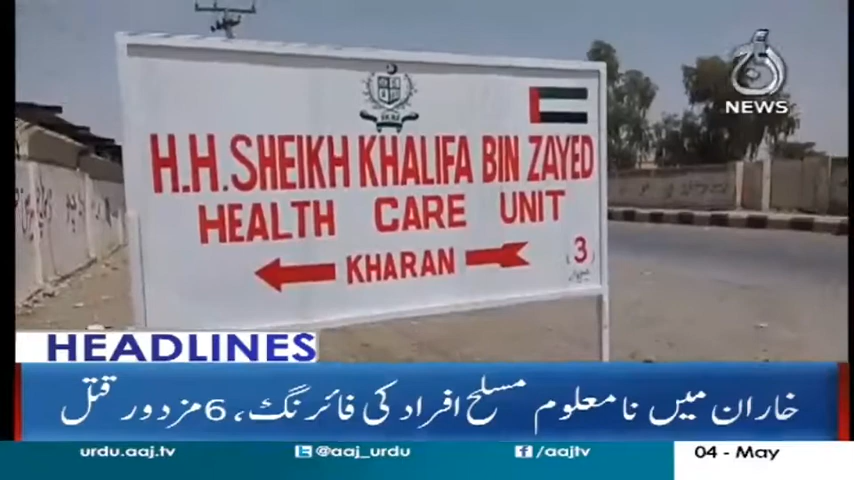 NEWS
H.H.SHEIKH KHALIFA BIN ZAYED
HEALTH CARE UNIT
KHARAN
3
HEADLINES
خاران میں نامعلوم مسلح افراد کی فائرنگ، 6 مزدور قتل
urdu.aaj.tv @aaj_urdu /aajtv 04 - May